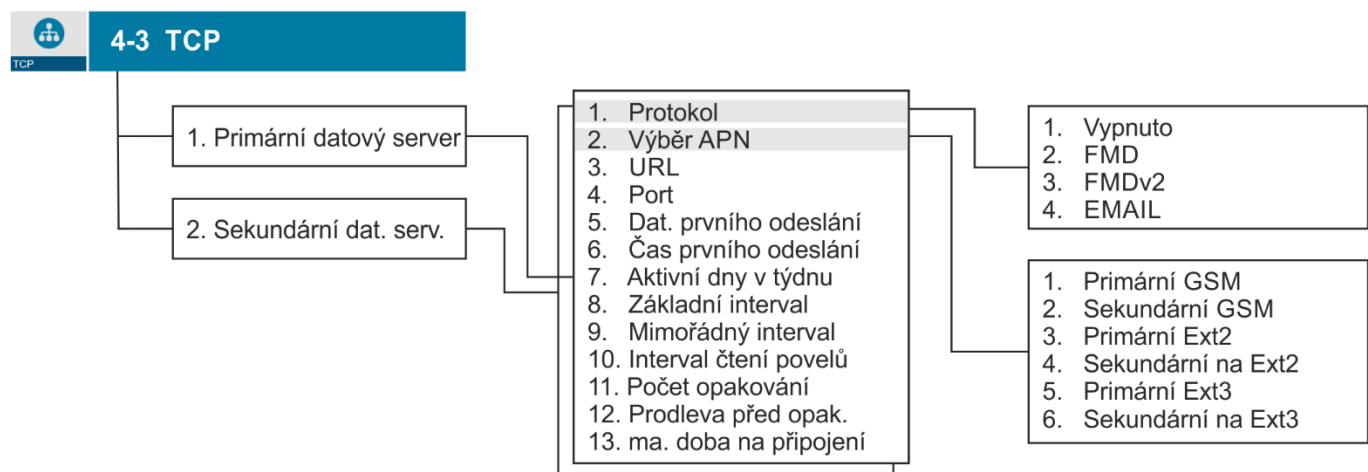 4-3 TCP
TCP
1. Primární datový server
2. Sekundární dat. serv.
1. Protokol
2. Výběr APN
3. URL
4. Port
5. Dat. prvního odeslání
6. Čas prvního odeslání
7. Aktivní dny v týdnu
8. Základní interval
9. Mimořádný interval
10. Interval čtení povelů
11. Počet opakování
12. Prodleva před opak.
13. ma. doba na připojení
1. Vypnuto
2. FMD
3. FMDv2
4. EMAIL
1. Primární GSM
2. Sekundární GSM
3. Primární Ext2
4. Sekundární na Ext2
5. Primární Ext3
6. Sekundární na Ext3